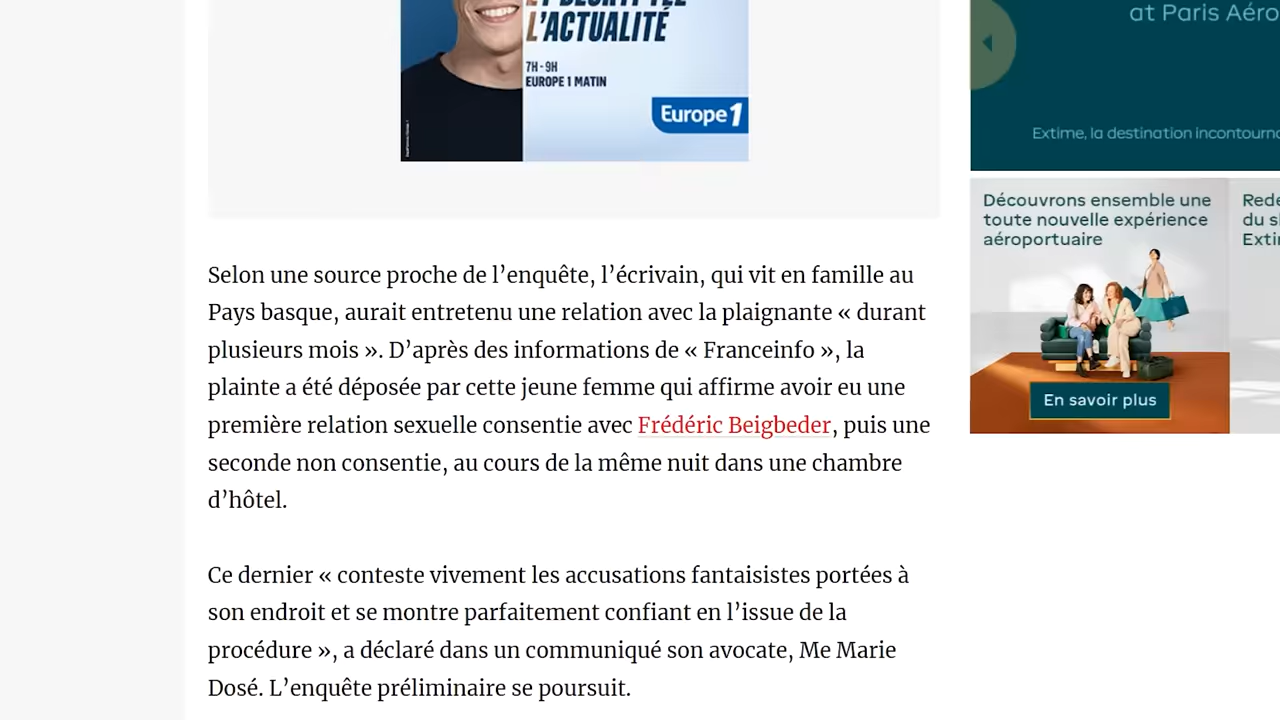 L’ACTUALITÉ
7H - 9H
EUROPE 1 MATIN
Europe 1
at Paris Aéro
Extime, la destination incontourn
Découvrons ensemble une
toute nouvelle expérience
aéroportuaire
En savoir plus
Rede
du s
Exti
Selon une source proche de l’enquête, l’écrivain, qui vit en famille au
Pays basque, aurait entretenu une relation avec la plaignante « durant
plusieurs mois ». D’après des informations de « Franceinfo », la
plainte a été déposée par cette jeune femme qui affirme avoir eu une
première relation sexuelle consentie avec Frédéric Beigbeder, puis une
seconde non consentie, au cours de la même nuit dans une chambre
d’hôtel.
Ce dernier « conteste vivement les accusations fantaisistes portées à
son endroit et se montre parfaitement confiant en l’issue de la
procédure », a déclaré dans un communiqué son avocate, Me Marie
Dosé. L’enquête préliminaire se poursuit.